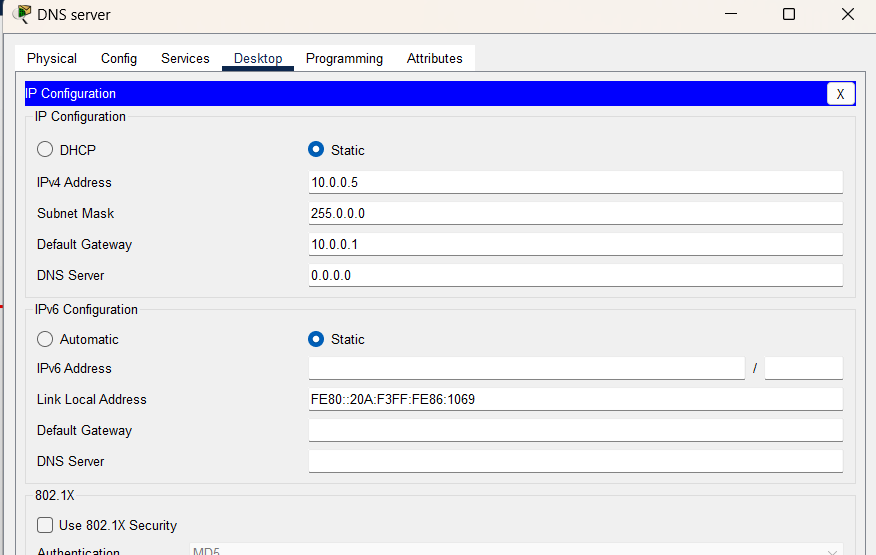 DNS server
Physical Config Services Desktop Programming Attributes
IP Configuration X
IP Configuration
DHCP Static
IPv4 Address 10.0.0.5
Subnet Mask 255.0.0.0
Default Gateway 10.0.0.1
DNS Server 0.0.0.0
IPv6 Configuration
Automatic Static
IPv6 Address /
Link Local Address FE80::20A:F3FF:FE86:1069
Default Gateway
DNS Server
802.1X
Use 802.1X Security
Authentication MD5